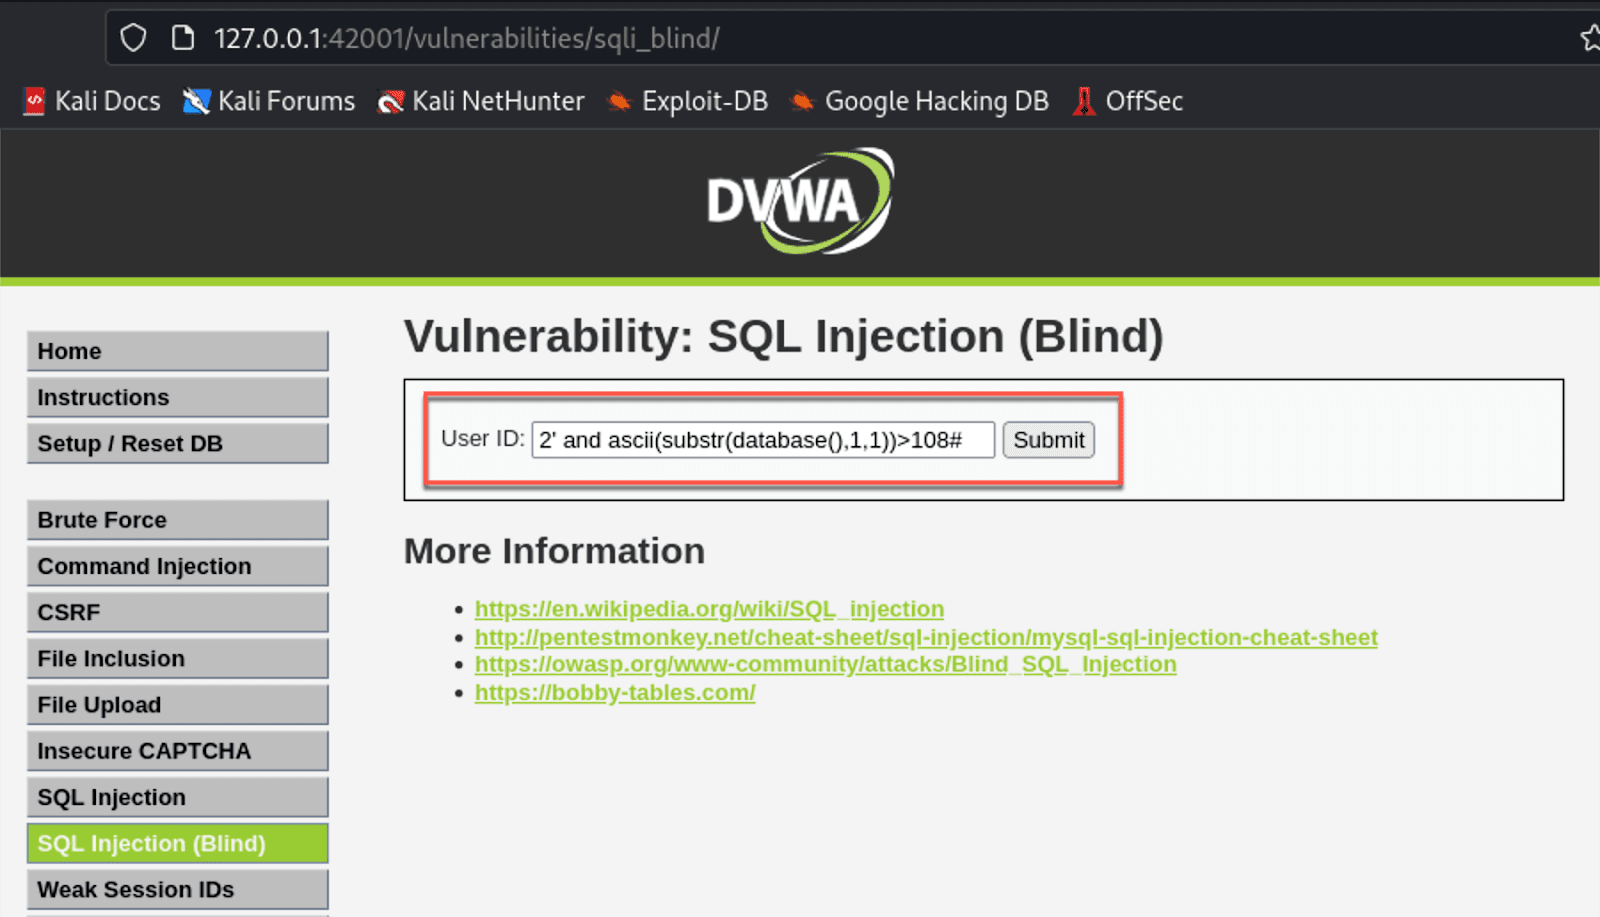 127.0.0.1:42001/vulnerabilities/sqli_blind/
Kali Docs Kali Forums Kali NetHunter Exploit-DB Google Hacking DB OffSec
DVWA
Vulnerability: SQL Injection (Blind)
User ID: 2' and ascii(substr(database(),1,1))>108# Submit
More Information
https://en.wikipedia.org/wiki/SQL_injection
http://pentestmonkey.net/cheat-sheet/sql-injection/mysql-sql-injection-cheat-sheet
https://owasp.org/www-community/attacks/Blind_SQL_Injection
https://bobby-tables.com/
Home
Instructions
Setup / Reset DB
Brute Force
Command Injection
CSRF
File Inclusion
File Upload
Insecure CAPTCHA
SQL Injection
SQL Injection (Blind)
Weak Session IDs